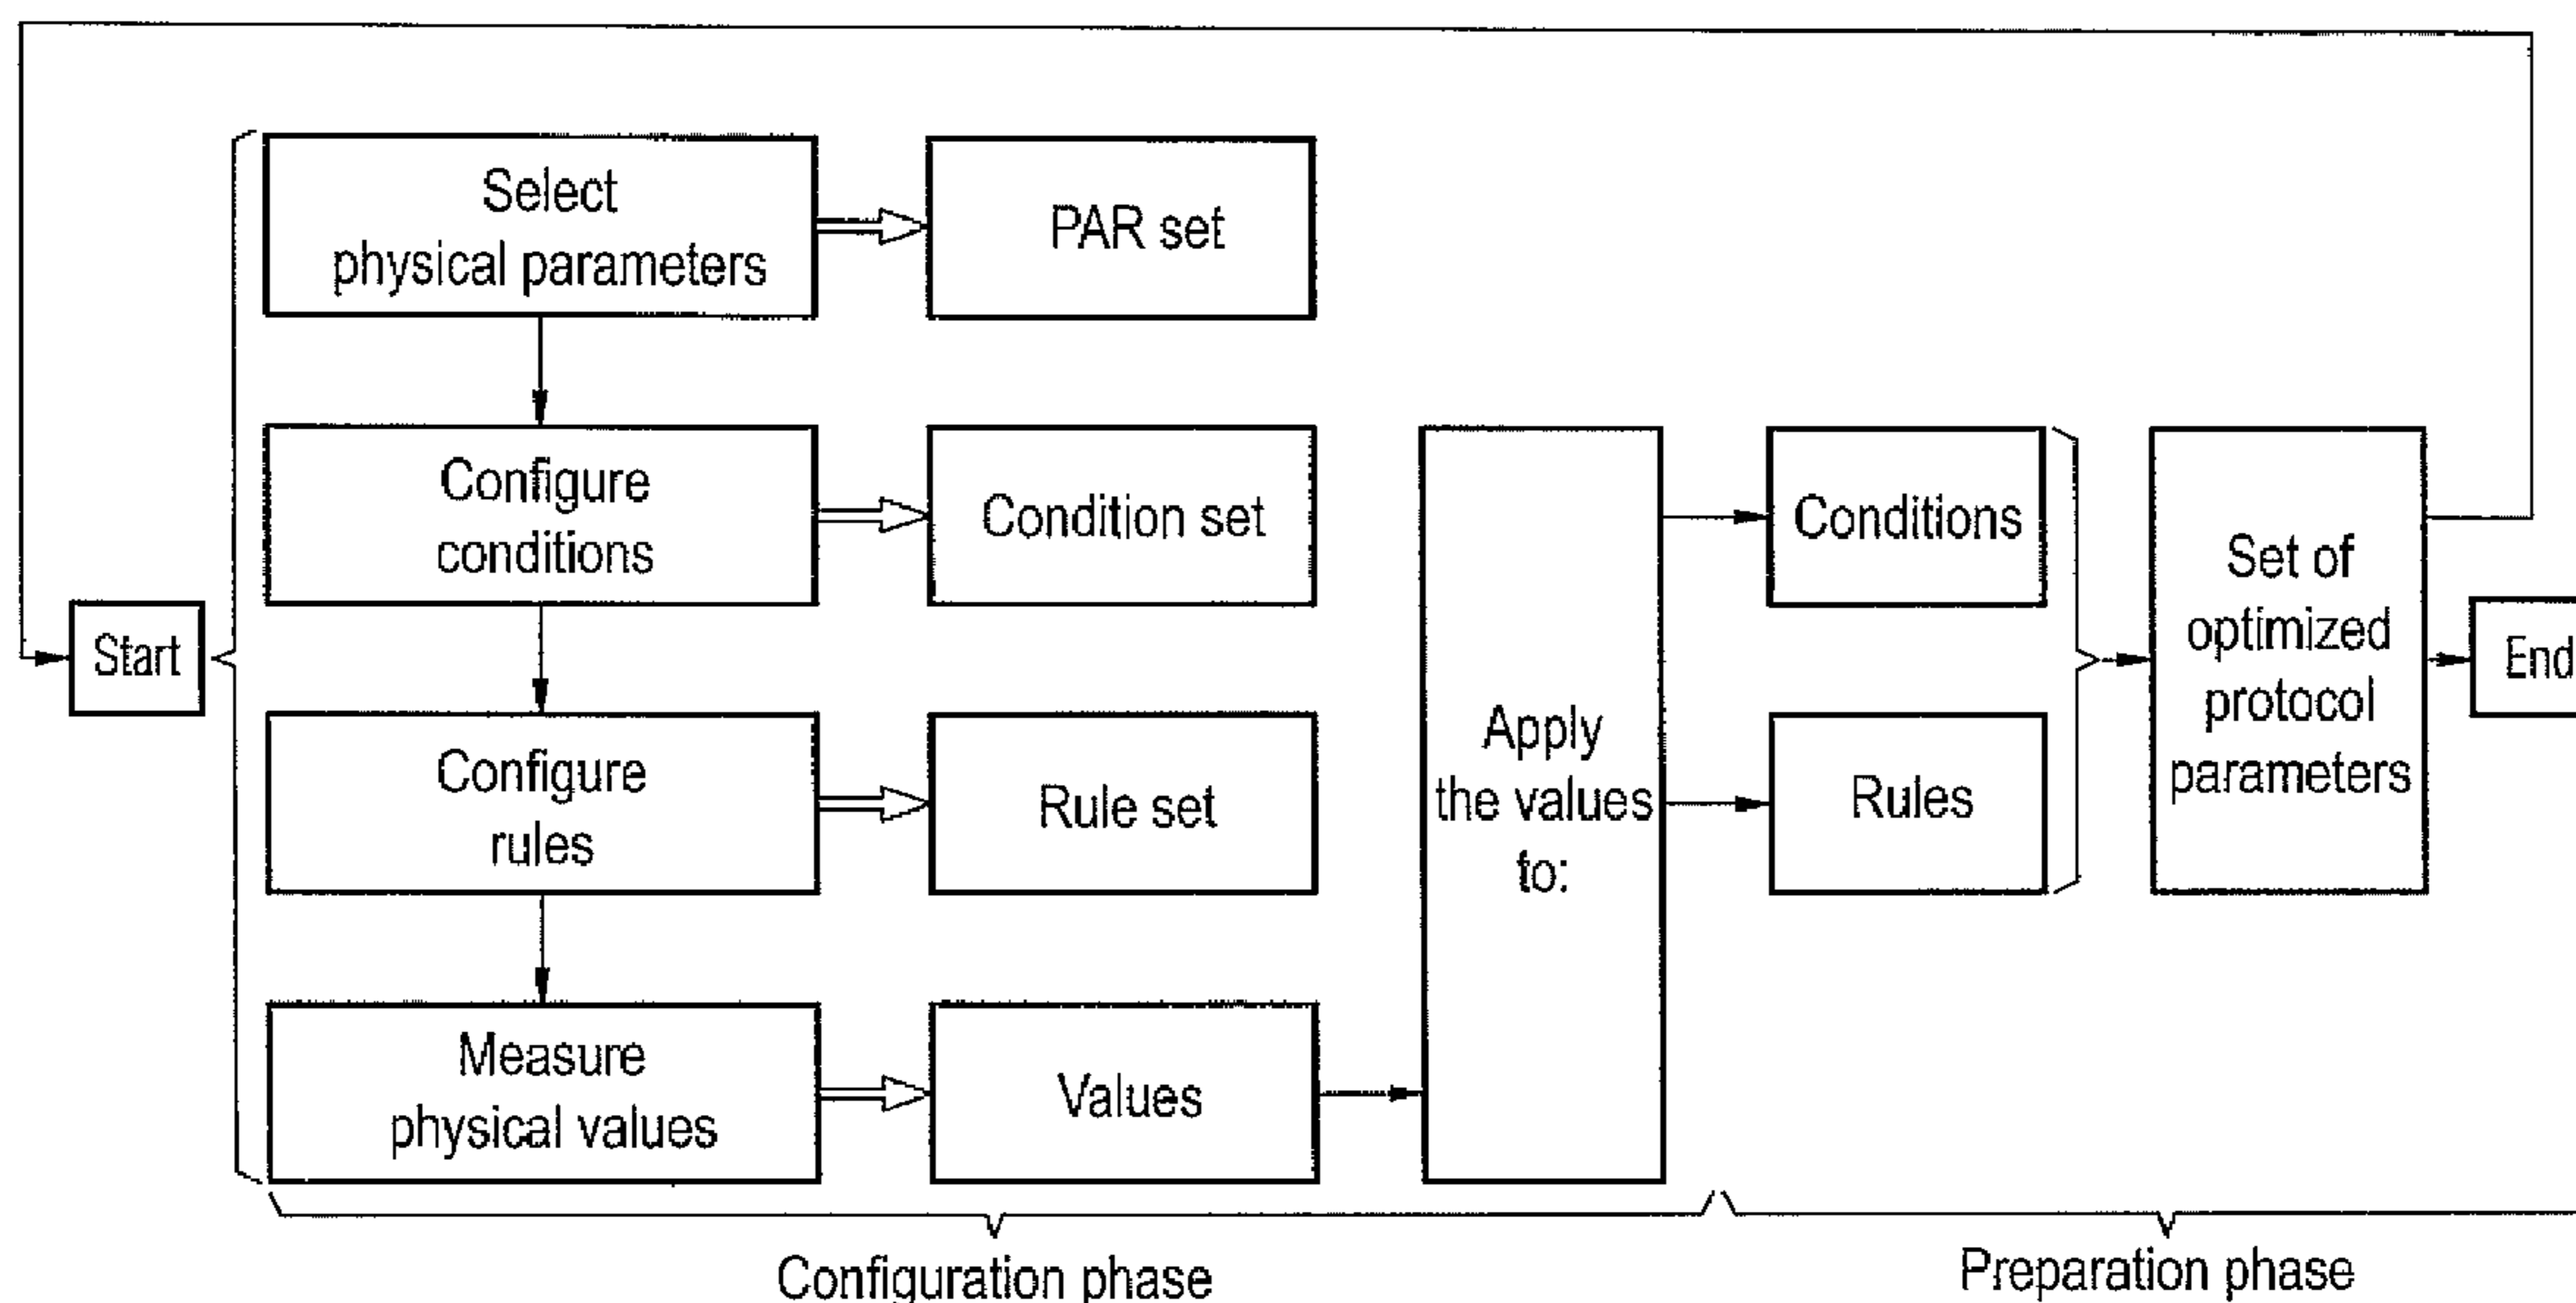 Select
physical parameters
PAR set
Configure
conditions
Condition set
Conditions
Start
Set of
optimized
protocol
parameters
End
Configure
rules
Rule set
Apply
the values
to:
Rules
Measure
physical values
Values
Configuration phase
Preparation phase